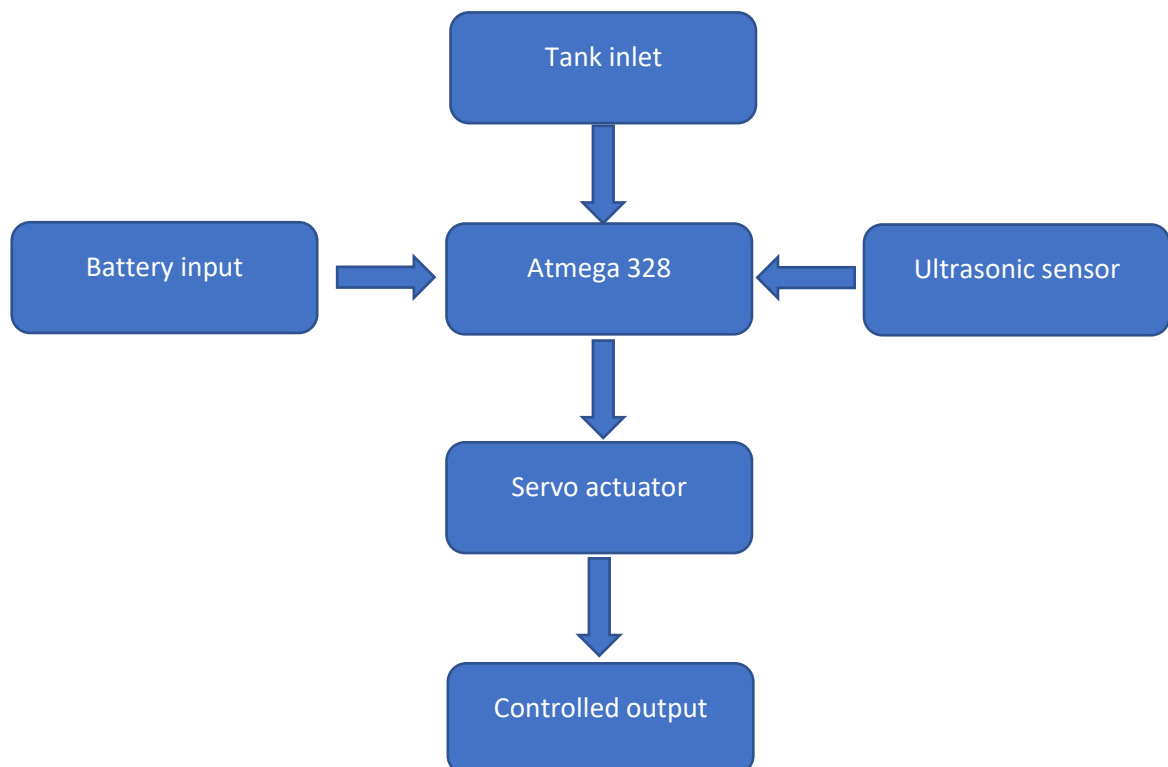 Tank inlet
Battery input
Atmega 328
Ultrasonic sensor
Servo actuator
Controlled output